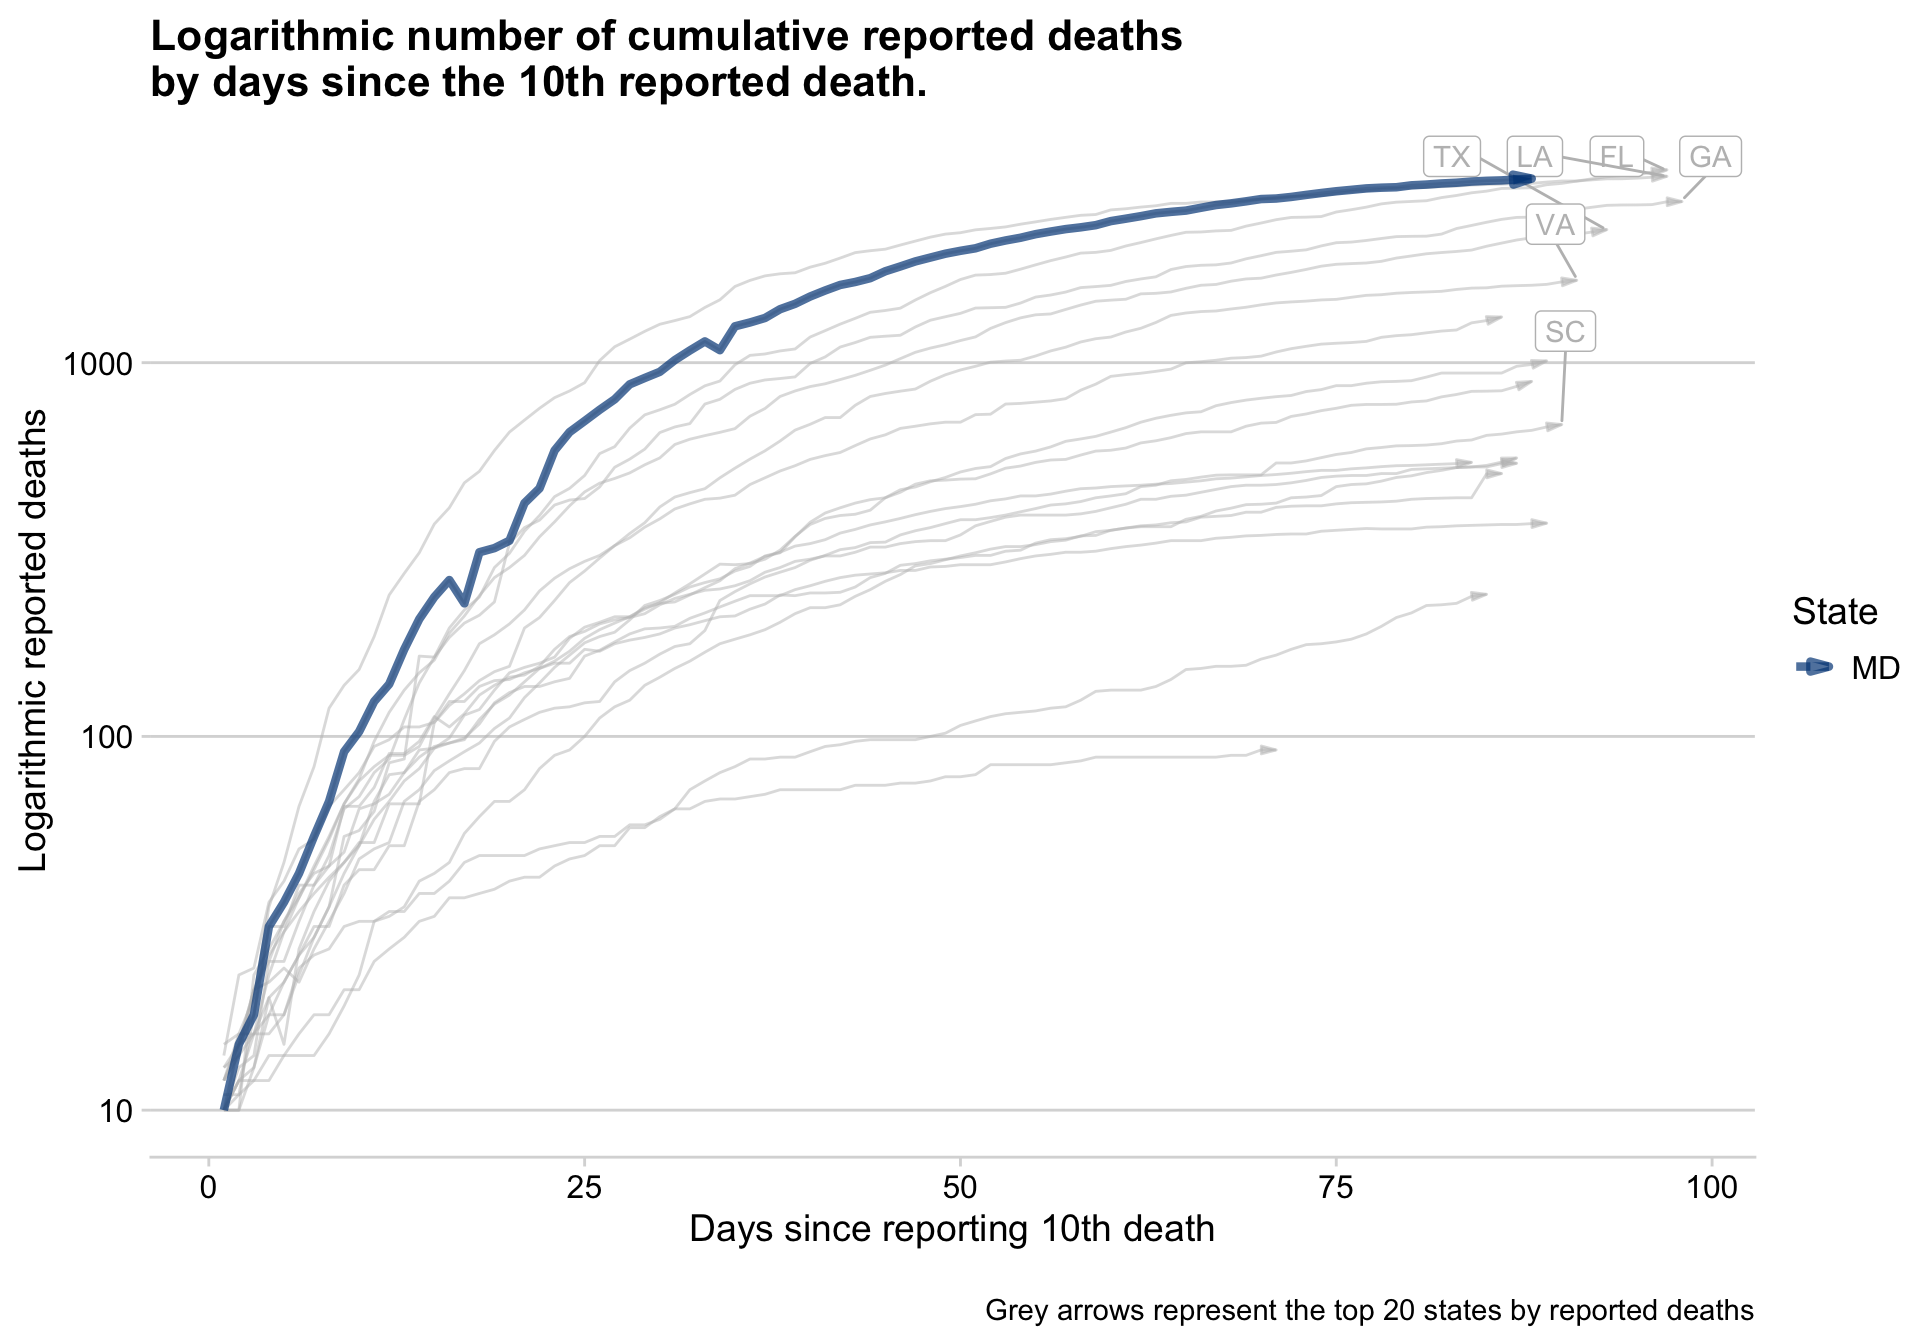 Logarithmic number of cumulative reported deaths
by days since the 10th reported death.
TX LA FL GA
VA
SC
1000
100
10
Logarithmic reported deaths
State
MD
0 25 50 75 100
Days since reporting 10th death
Grey arrows represent the top 20 states by reported deaths